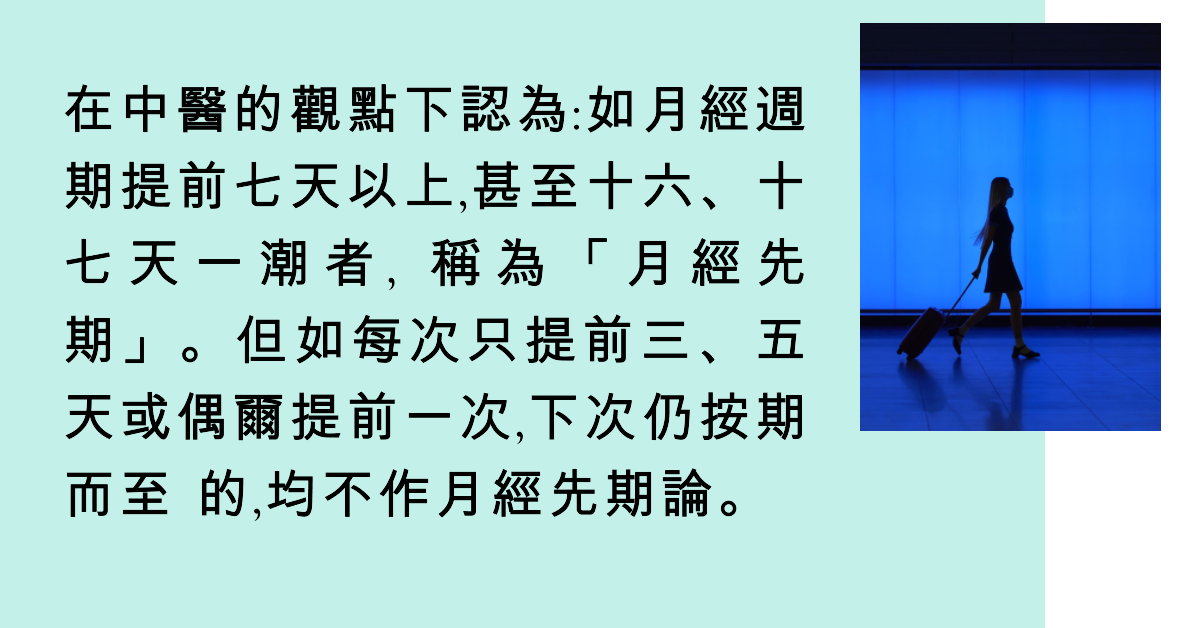 在中醫的觀點下認為:如月經週
期提前七天以上,甚至十六、十
七天一潮者, 稱為「月經先
期」。但如每次只提前三、五
天或偶爾提前一次,下次仍按期
而至 的,均不作月經先期論。